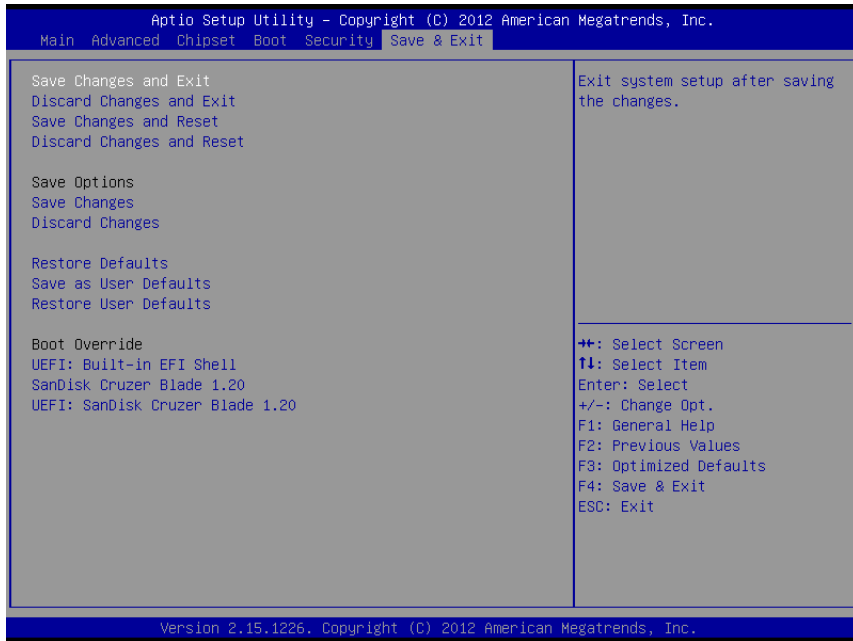 Aptio Setup Utility – Copyright (C) 2012 American Megatrends, Inc.
Main Advanced Chipset Boot Security Save & Exit
Save Changes and Exit
Discard Changes and Exit
Save Changes and Reset
Discard Changes and Reset
Save Options
Save Changes
Discard Changes
Restore Defaults
Save as User Defaults
Restore User Defaults
Boot Override
UEFI: Built-in EFI Shell
SanDisk Cruzer Blade 1.20
UEFI: SanDisk Cruzer Blade 1.20
Exit system setup after saving
the changes.
→←: Select Screen
↑↓: Select Item
Enter: Select
+/-: Change Opt.
F1: General Help
F2: Previous Values
F3: Optimized Defaults
F4: Save & Exit
ESC: Exit
Version 2.15.1226. Copyright (C) 2012 American Megatrends, Inc.